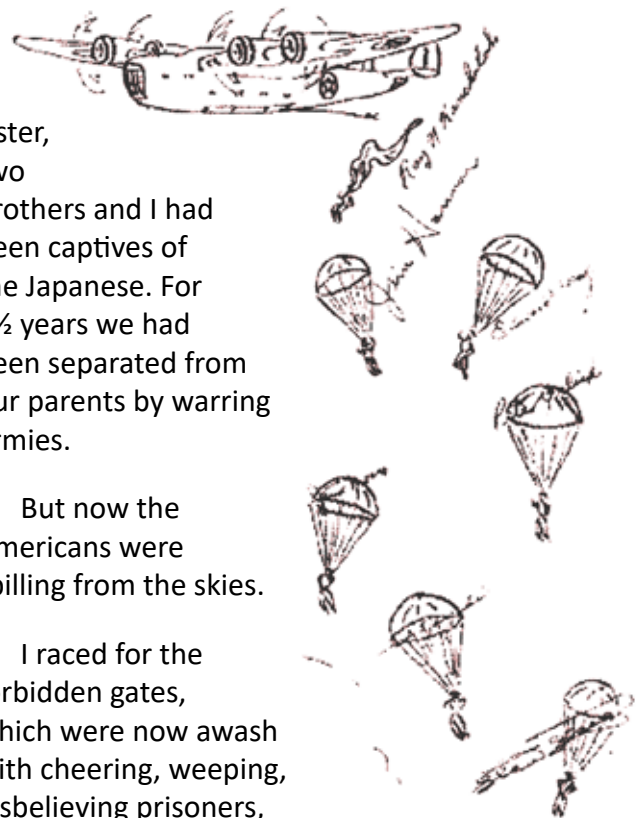 ster,
wo
rothers and I had
een captives of
he Japanese. For
½ years we had
een separated from
ur parents by warring
rmies.
But now the
mericans were
pilling from the skies.
I raced for the
orbidden gates,
hich were now awash
ith cheering, weeping,
isbelieving prisoners,